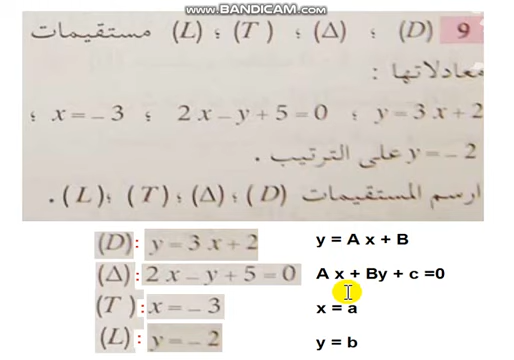 www.BANDICAM.com
9 (D) ؛ (Δ) ؛ (T) ؛ (L) مستقيمات
معادلاتها :
y = 3 x + 2 ؛ 2 x – y + 5 = 0 ؛ x = – 3 ؛
y = – 2 على الترتيب .
ارسم المستقيمات (D) ؛ (Δ) ؛ (T) ؛ (L) .
(D) : y = 3 x + 2 y = A x + B
(Δ) : 2 x – y + 5 = 0 A x + By + c =0
(T) : x = – 3 x = a
(L) : y = – 2 y = b